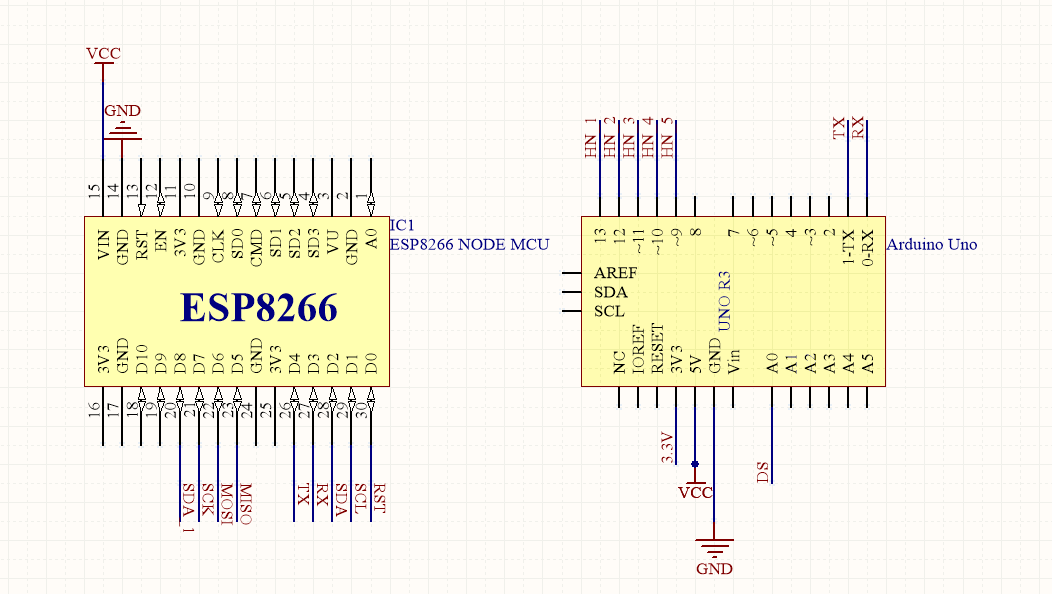 VCC
GND
15 14 13 12 11 10 9 8 7 6 5 4 3 2 1
VIN GND RST EN 3V3 GND CLK SD0 CMD SD1 SD2 SD3 VU GND A0
IC1
ESP8266 NODE MCU
ESP8266
3V3 GND D10 D9 D8 D7 D6 D5 GND 3V3 D4 D3 D2 D1 D0
16 17 18 19 20 21 22 23 24 25 26 27 28 29 30
SDA_1 SCK MOSI MISO TX RX SDA SCL RST
HN_1 HN_2 HN_3 HN_4 HN_5 TX RX
13 12 ~11 ~10 ~9 8 7 ~6 ~5 4 ~3 2 1-TX 0-RX
Arduino Uno
AREF
SDA
SCL
UNO R3
NC IOREF RESET 3V3 5V GND Vin A0 A1 A2 A3 A4 A5
3.3V
VCC
DS
GND